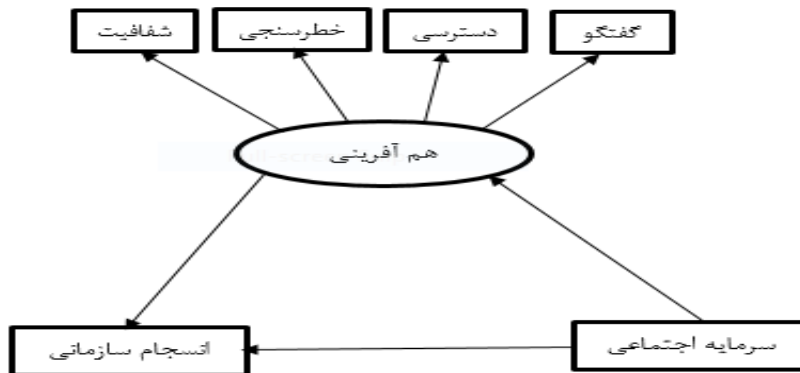 گفتگو
دسترسی
خطرسنجی
شفافیت
هم آفرینی
سرمایه اجتماعی
انسجام سازمانی